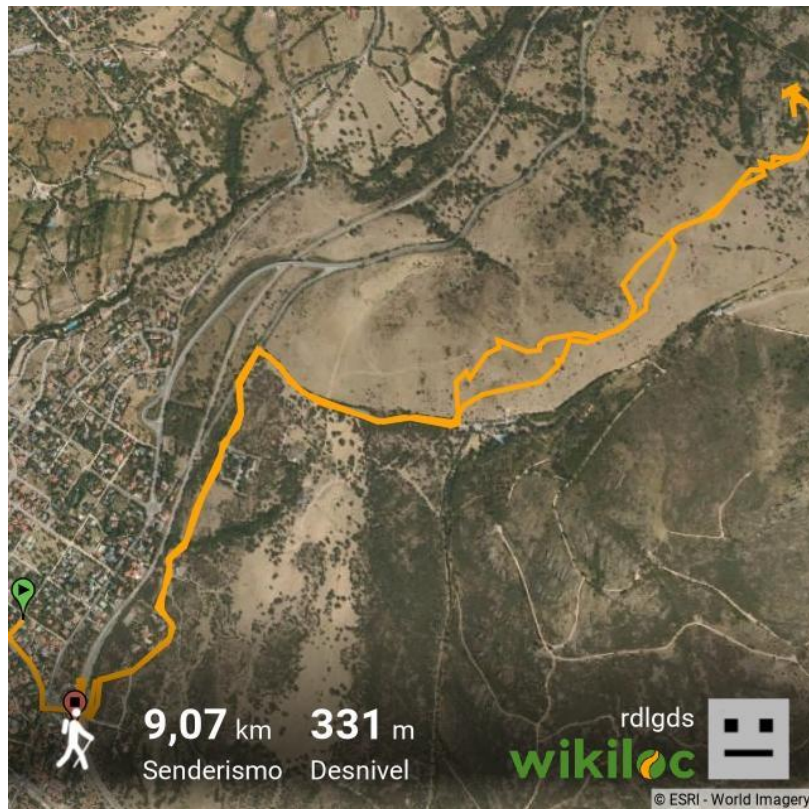 9,07 km 331 m
Senderismo Desnivel
rdlgds
wikiloc
© ESRI - World Imagery